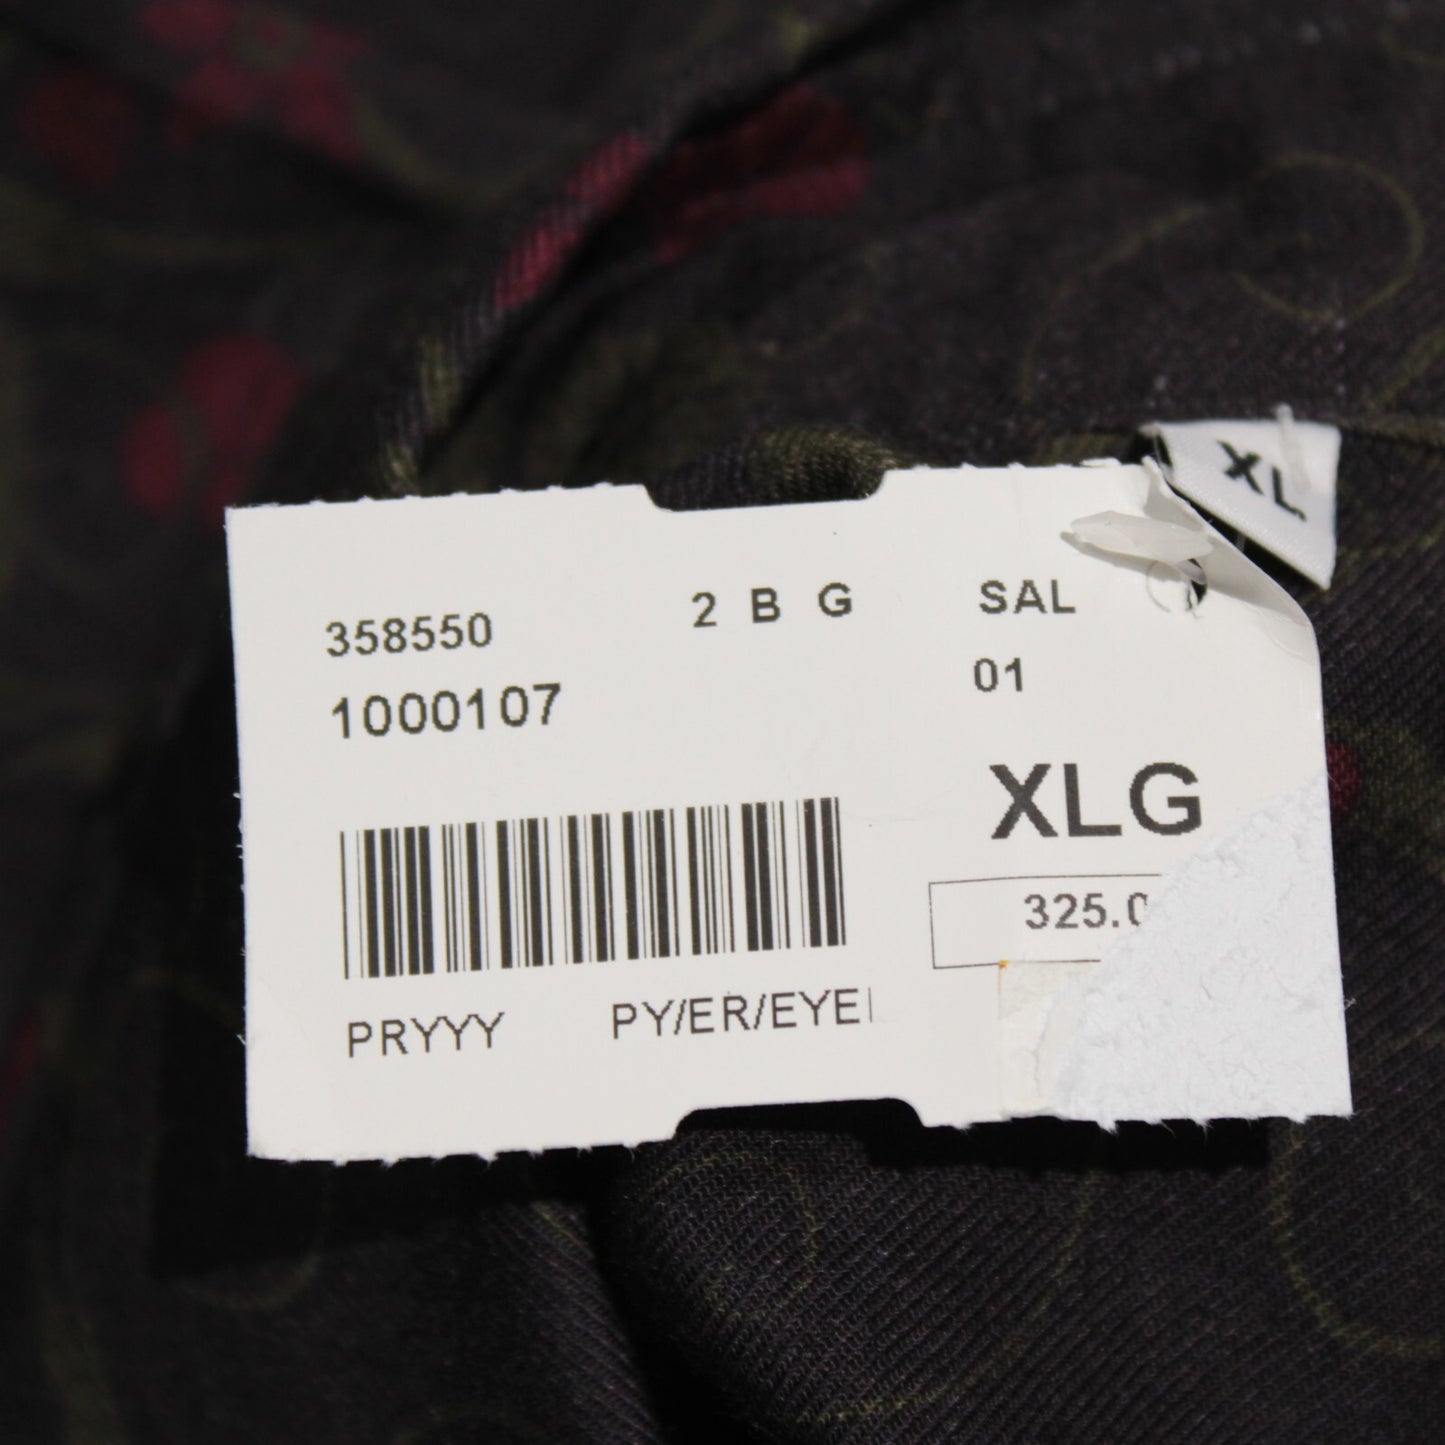 XL
358550 2 B G SAL
1000107 01
XLG
325.0
PRYYY PY/ER/EYE